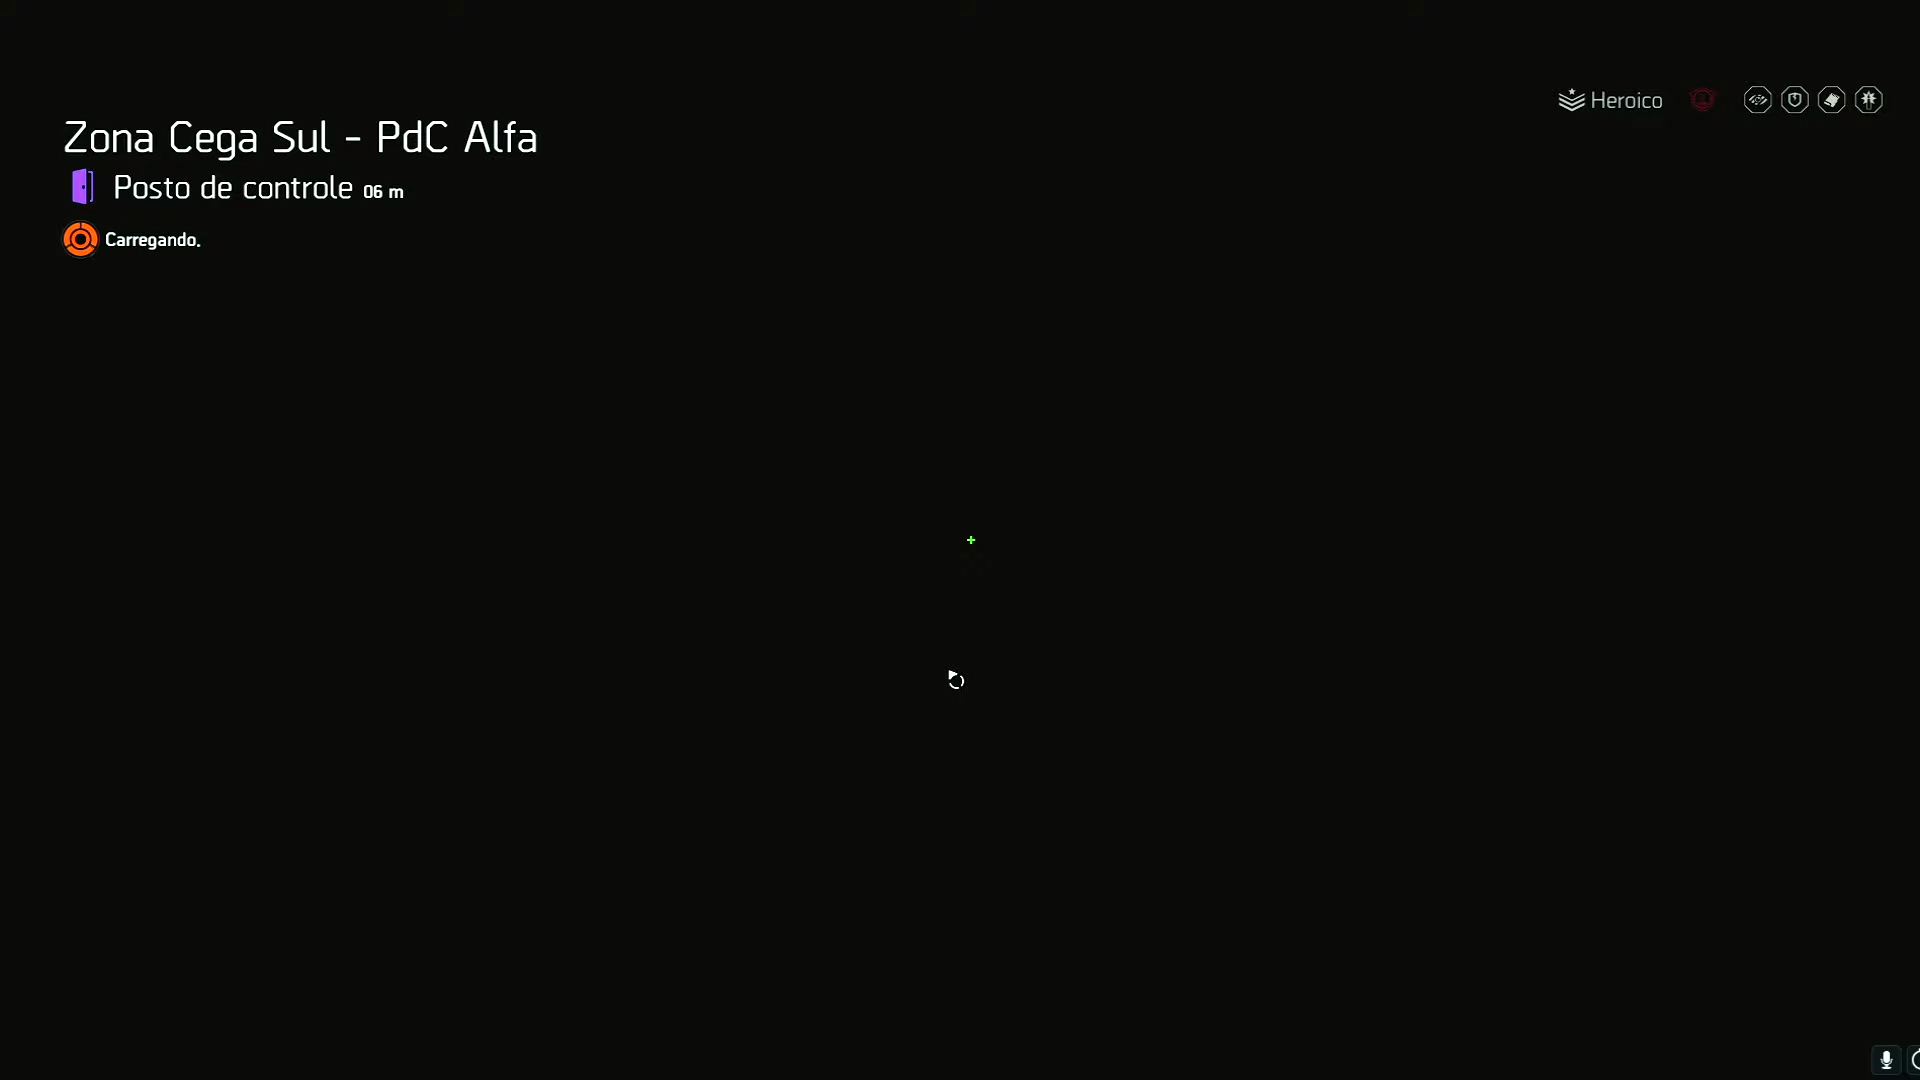 Heroico
Zona Cega Sul - PdC Alfa
Posto de controle 06 m
Carregando.